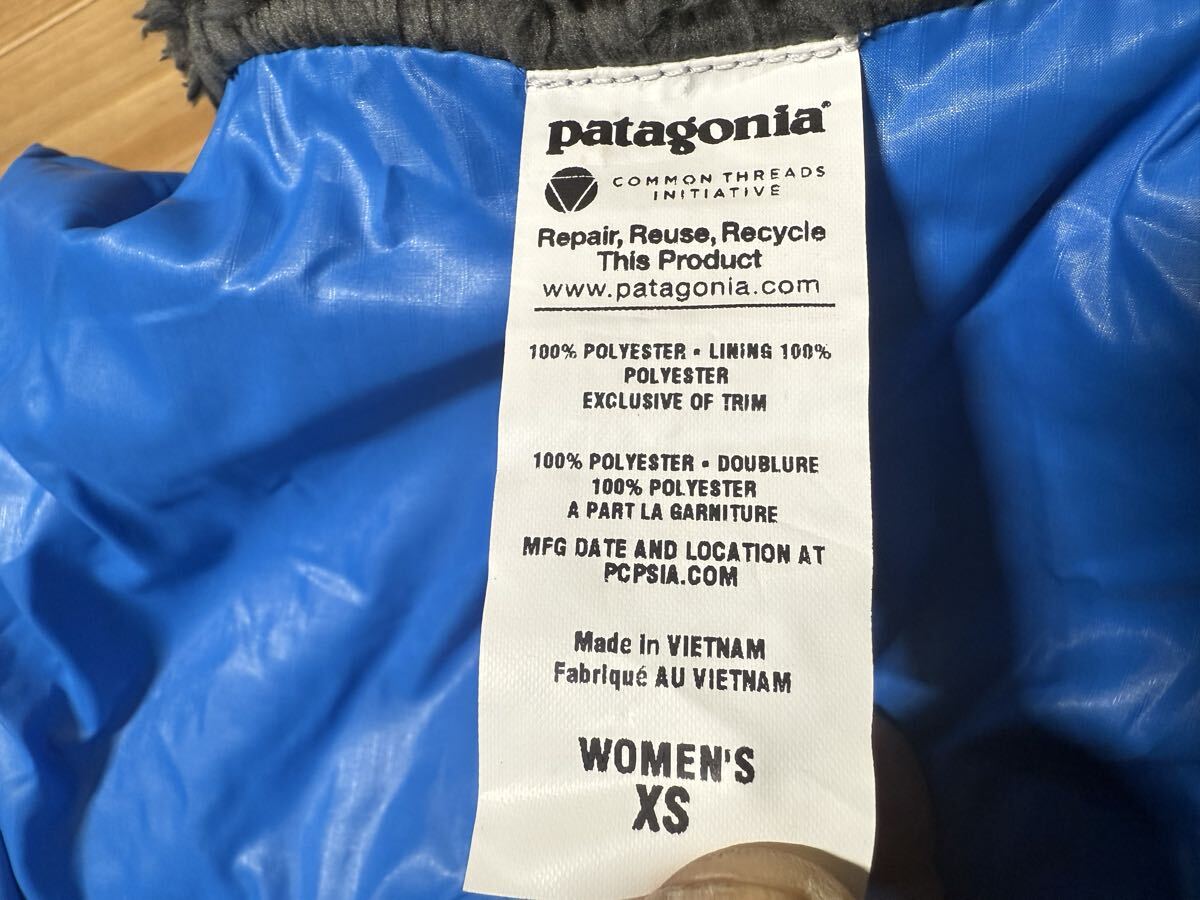 patagonia®
COMMON THREADS
INITIATIVE
Repair, Reuse, Recycle
This Product
www.patagonia.com
100% POLYESTER • LINING 100%
POLYESTER
EXCLUSIVE OF TRIM
100% POLYESTER • DOUBLURE
100% POLYESTER
A PART LA GARNITURE
MFG DATE AND LOCATION AT
PCPSIA.COM
Made in VIETNAM
Fabriqué AU VIETNAM
WOMEN'S
XS